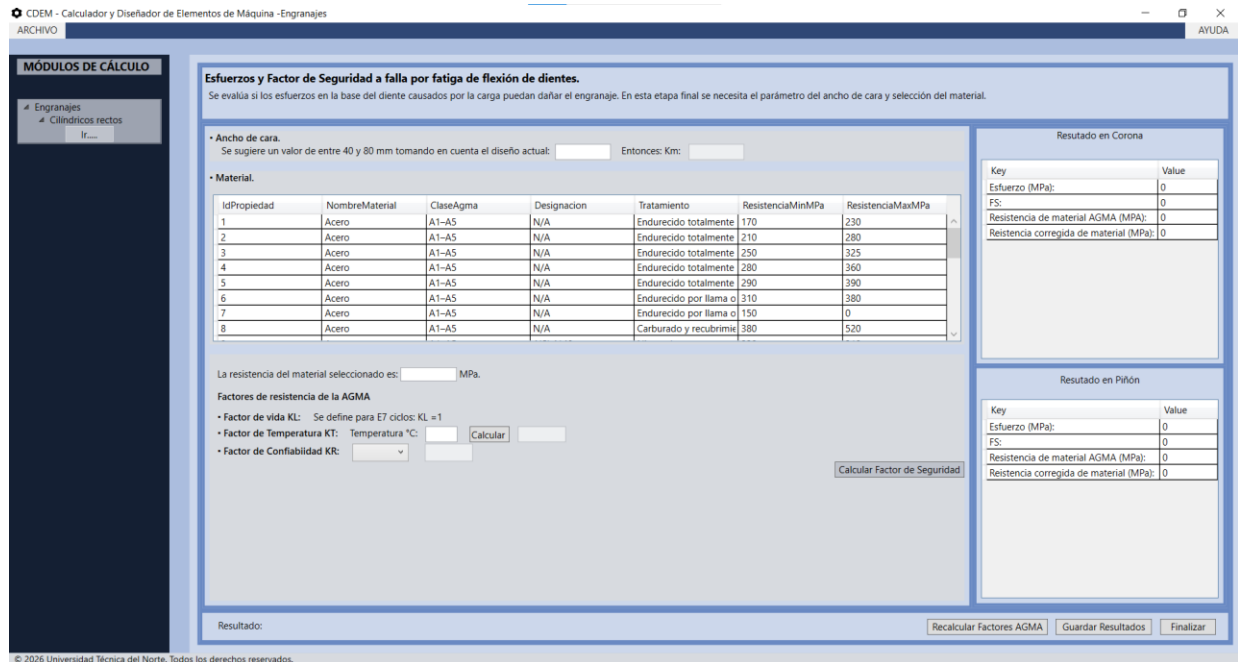 CDEM - Calculador y Diseñador de Elementos de Máquina -Engranajes
ARCHIVO
AYUDA
MÓDULOS DE CÁLCULO
Engranajes
Cilíndricos rectos
Ir.....
Esfuerzos y Factor de Seguridad a falla por fatiga de flexión de dientes.
Se evalúa si los esfuerzos en la base del diente causados por la carga puedan dañar el engranaje. En esta etapa final se necesita el parámetro del ancho de cara y selección del material.
• Ancho de cara.
Se sugiere un valor de entre 40 y 80 mm tomando en cuenta el diseño actual: Entonces: Km:
• Material.
IdPropiedad NombreMaterial ClaseAgma Designacion Tratamiento ResistenciaMinMPa ResistenciaMaxMPa
1 Acero A1–A5 N/A Endurecido totalmente 170 230
2 Acero A1–A5 N/A Endurecido totalmente 210 280
3 Acero A1–A5 N/A Endurecido totalmente 250 325
4 Acero A1–A5 N/A Endurecido totalmente 280 360
5 Acero A1–A5 N/A Endurecido totalmente 290 390
6 Acero A1–A5 N/A Endurecido por llama o 310 380
7 Acero A1–A5 N/A Endurecido por llama o 150 0
8 Acero A1–A5 N/A Carburado y recubrimie 380 520
La resistencia del material seleccionado es: MPa.
Factores de resistencia de la AGMA
• Factor de vida KL: Se define para E7 ciclos: KL =1
• Factor de Temperatura KT: Temperatura °C: Calcular
• Factor de Confiabiidad KR:
Calcular Factor de Seguridad
Resutado en Corona
Key Value
Esfuerzo (MPa): 0
FS: 0
Resistencia de material AGMA (MPA): 0
Reistencia corregida de material (MPa): 0
Resutado en Piñón
Key Value
Esfuerzo (MPa): 0
FS: 0
Resistencia de material AGMA (MPa): 0
Reistencia corregida de material (MPa): 0
Resultado:
Recalcular Factores AGMA Guardar Resultados Finalizar
© 2026 Universidad Técnica del Norte. Todos los derechos reservados.